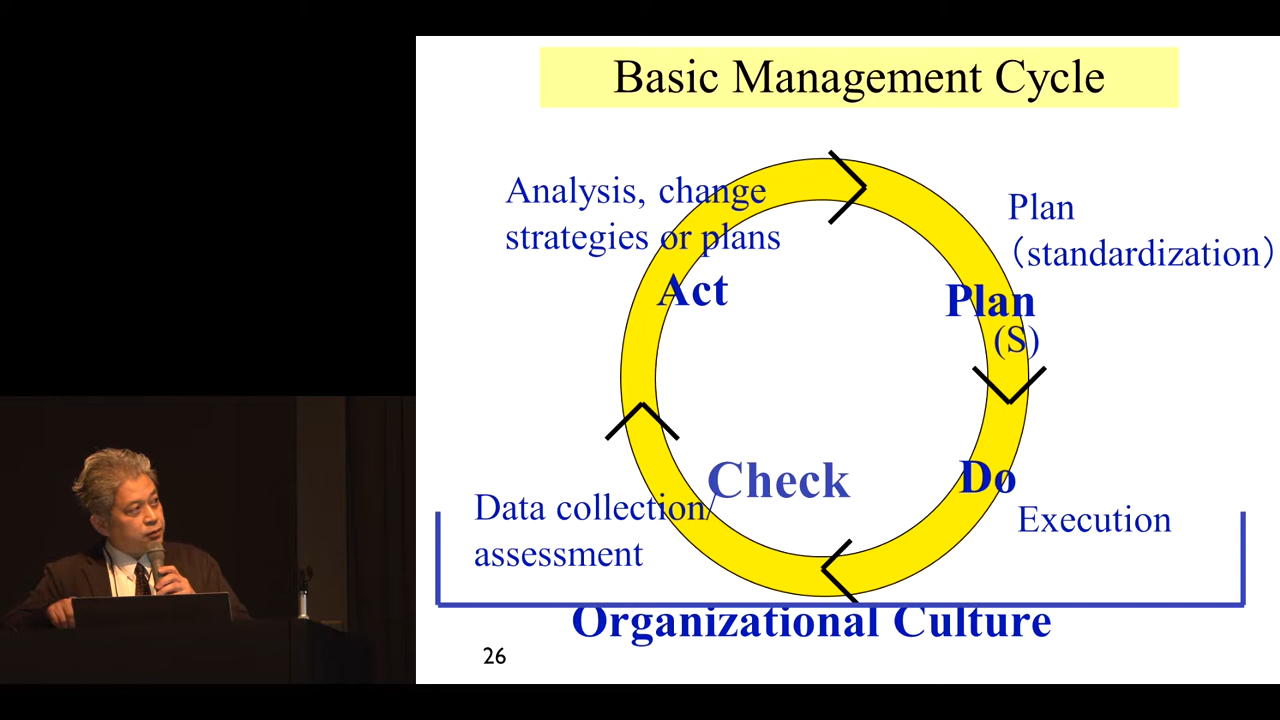 Basic Management Cycle
Analysis, change
strategies or plans
Act
Plan
（standardization）
Plan
(S)
Check
Data collection/
assessment
Do
Execution
Organizational Culture
26